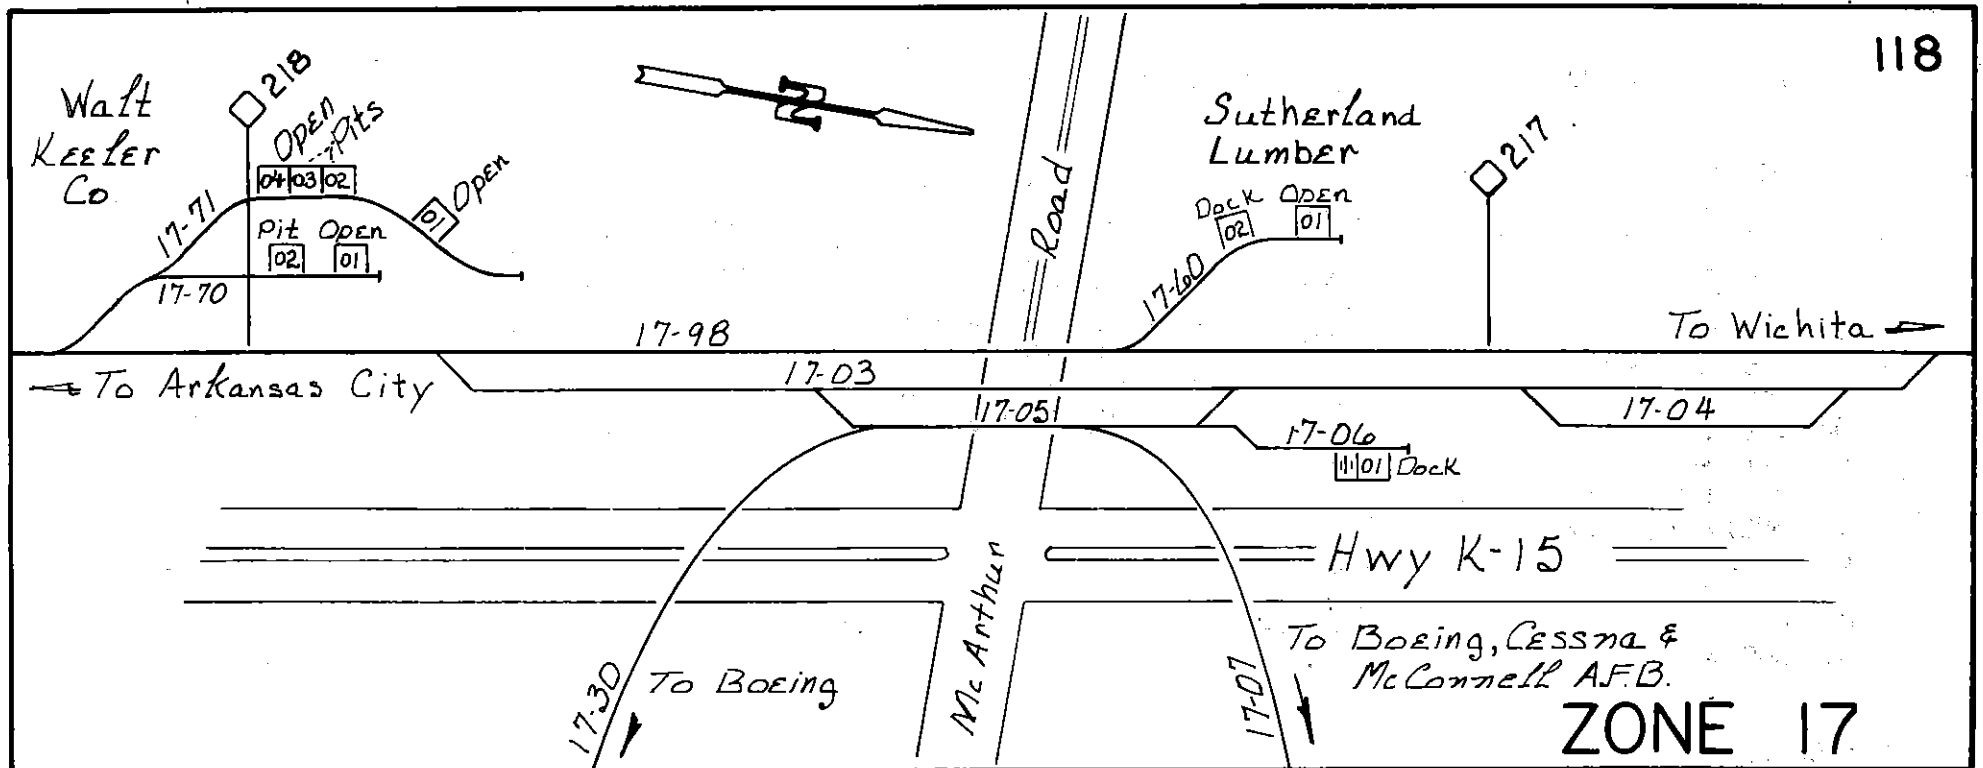 118
Walt
Keeler
Co
218
Open
Pits
04 03 02
01 Open
17-71
Pit Open
02 01
17-70
N
Road
Sutherland
Lumber
Dock Open
02 01
17-60
217
17-98
To Wichita
To Arkansas City
17-03
17-05
17-04
17-06
01 Dock
Hwy K-15
Mc Arthur
17-30
To Boeing
17-07
To Boeing, Cessna &
McConnell A.F.B.
ZONE 17